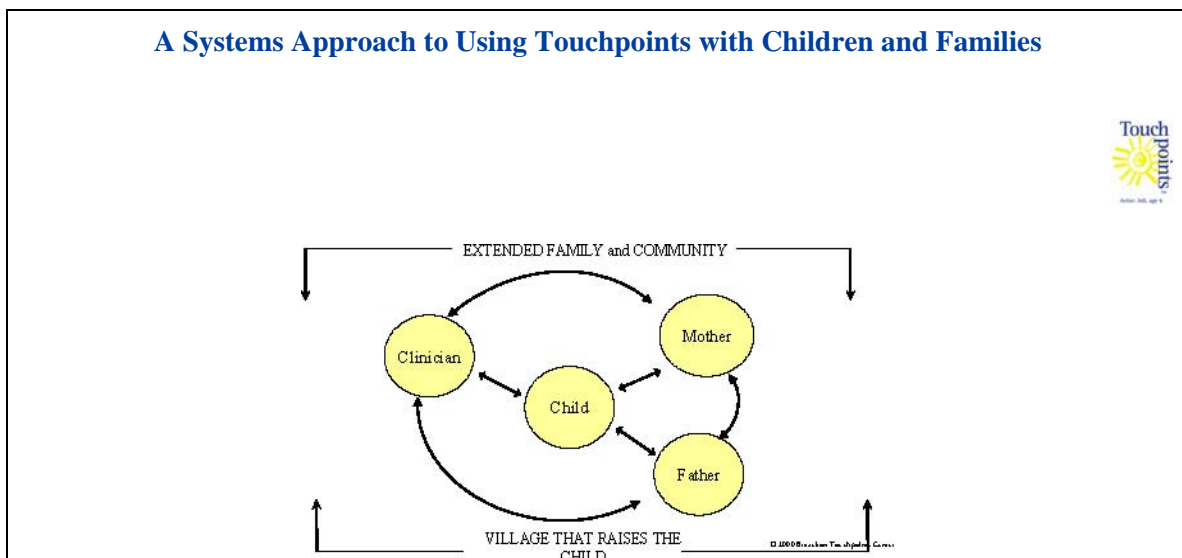 A Systems Approach to Using Touchpoints with Children and Families
Touch
points
EXTENDED FAMILY and COMMUNITY
Mother
Clinician
Child
Father
VILLAGE THAT RAISES THE
CHILD